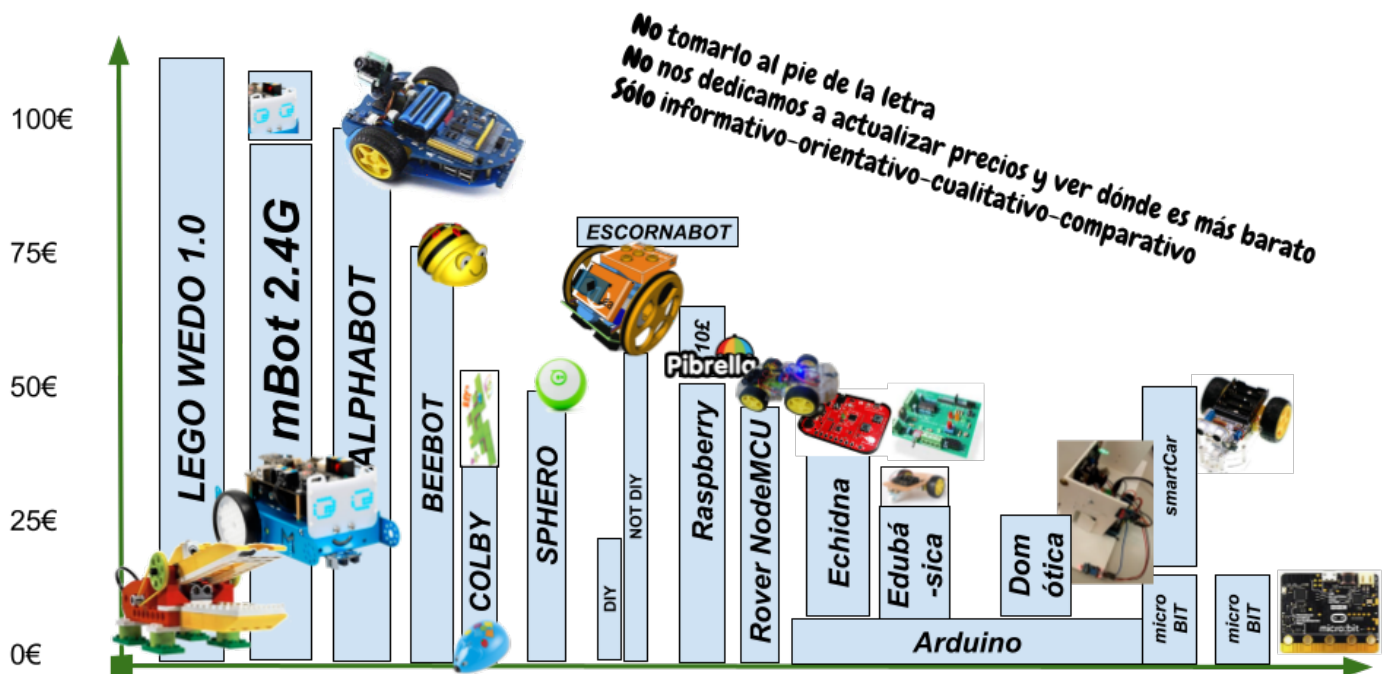 No tomarlo al pie de la letra
No nos dedicamos a actualizar precios y ver dónde es más barato
Sólo informativo-orientativo-cualitativo-comparativo
100€
75€
50€
25€
0€
LEGO WEDO 1.0
mBot 2.4G
ALPHABOT
BEEBOT
COLBY
SPHERO
ESCORNABOT
DIY
NOT DIY
10£
Pibrella
Raspberry
Rover NodeMCU
Echidna
Edubá
-sica
Dom
ótica
Arduino
smartCar
micro
BIT
micro
BIT
micro:bit